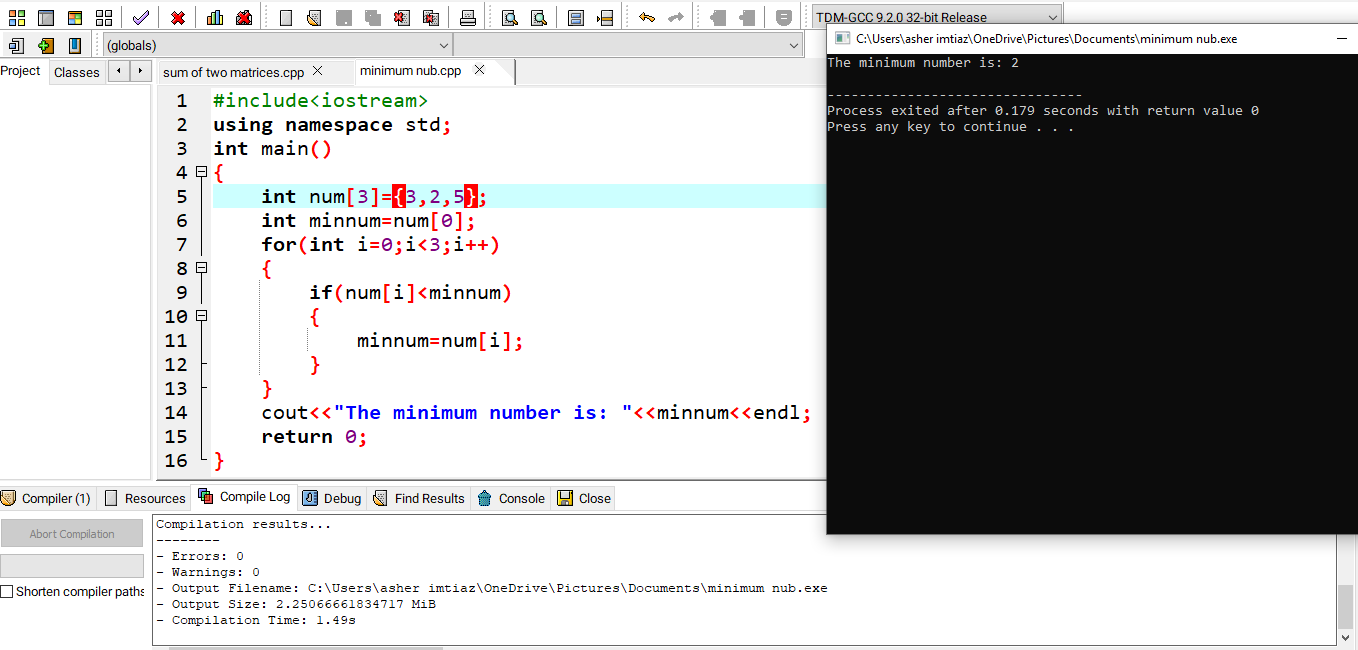 TDM-GCC 9.2.0 32-bit Release
(globals)
Project Classes
sum of two matrices.cpp minimum nub.cpp
1 #include<iostream>
2 using namespace std;
3 int main()
4 {
5 int num[3]={3,2,5};
6 int minnum=num[0];
7 for(int i=0;i<3;i++)
8 {
9 if(num[i]<minnum)
10 {
11 minnum=num[i];
12 }
13 }
14 cout<<"The minimum number is: "<<minnum<<endl;
15 return 0;
16 }
C:\Users\asher imtiaz\OneDrive\Pictures\Documents\minimum nub.exe
The minimum number is: 2
--------------------------------
Process exited after 0.179 seconds with return value 0
Press any key to continue . . .
Compiler (1) Resources Compile Log Debug Find Results Console Close
Abort Compilation
Shorten compiler paths
Compilation results...
--------
- Errors: 0
- Warnings: 0
- Output Filename: C:\Users\asher imtiaz\OneDrive\Pictures\Documents\minimum nub.exe
- Output Size: 2.25066661834717 MiB
- Compilation Time: 1.49s